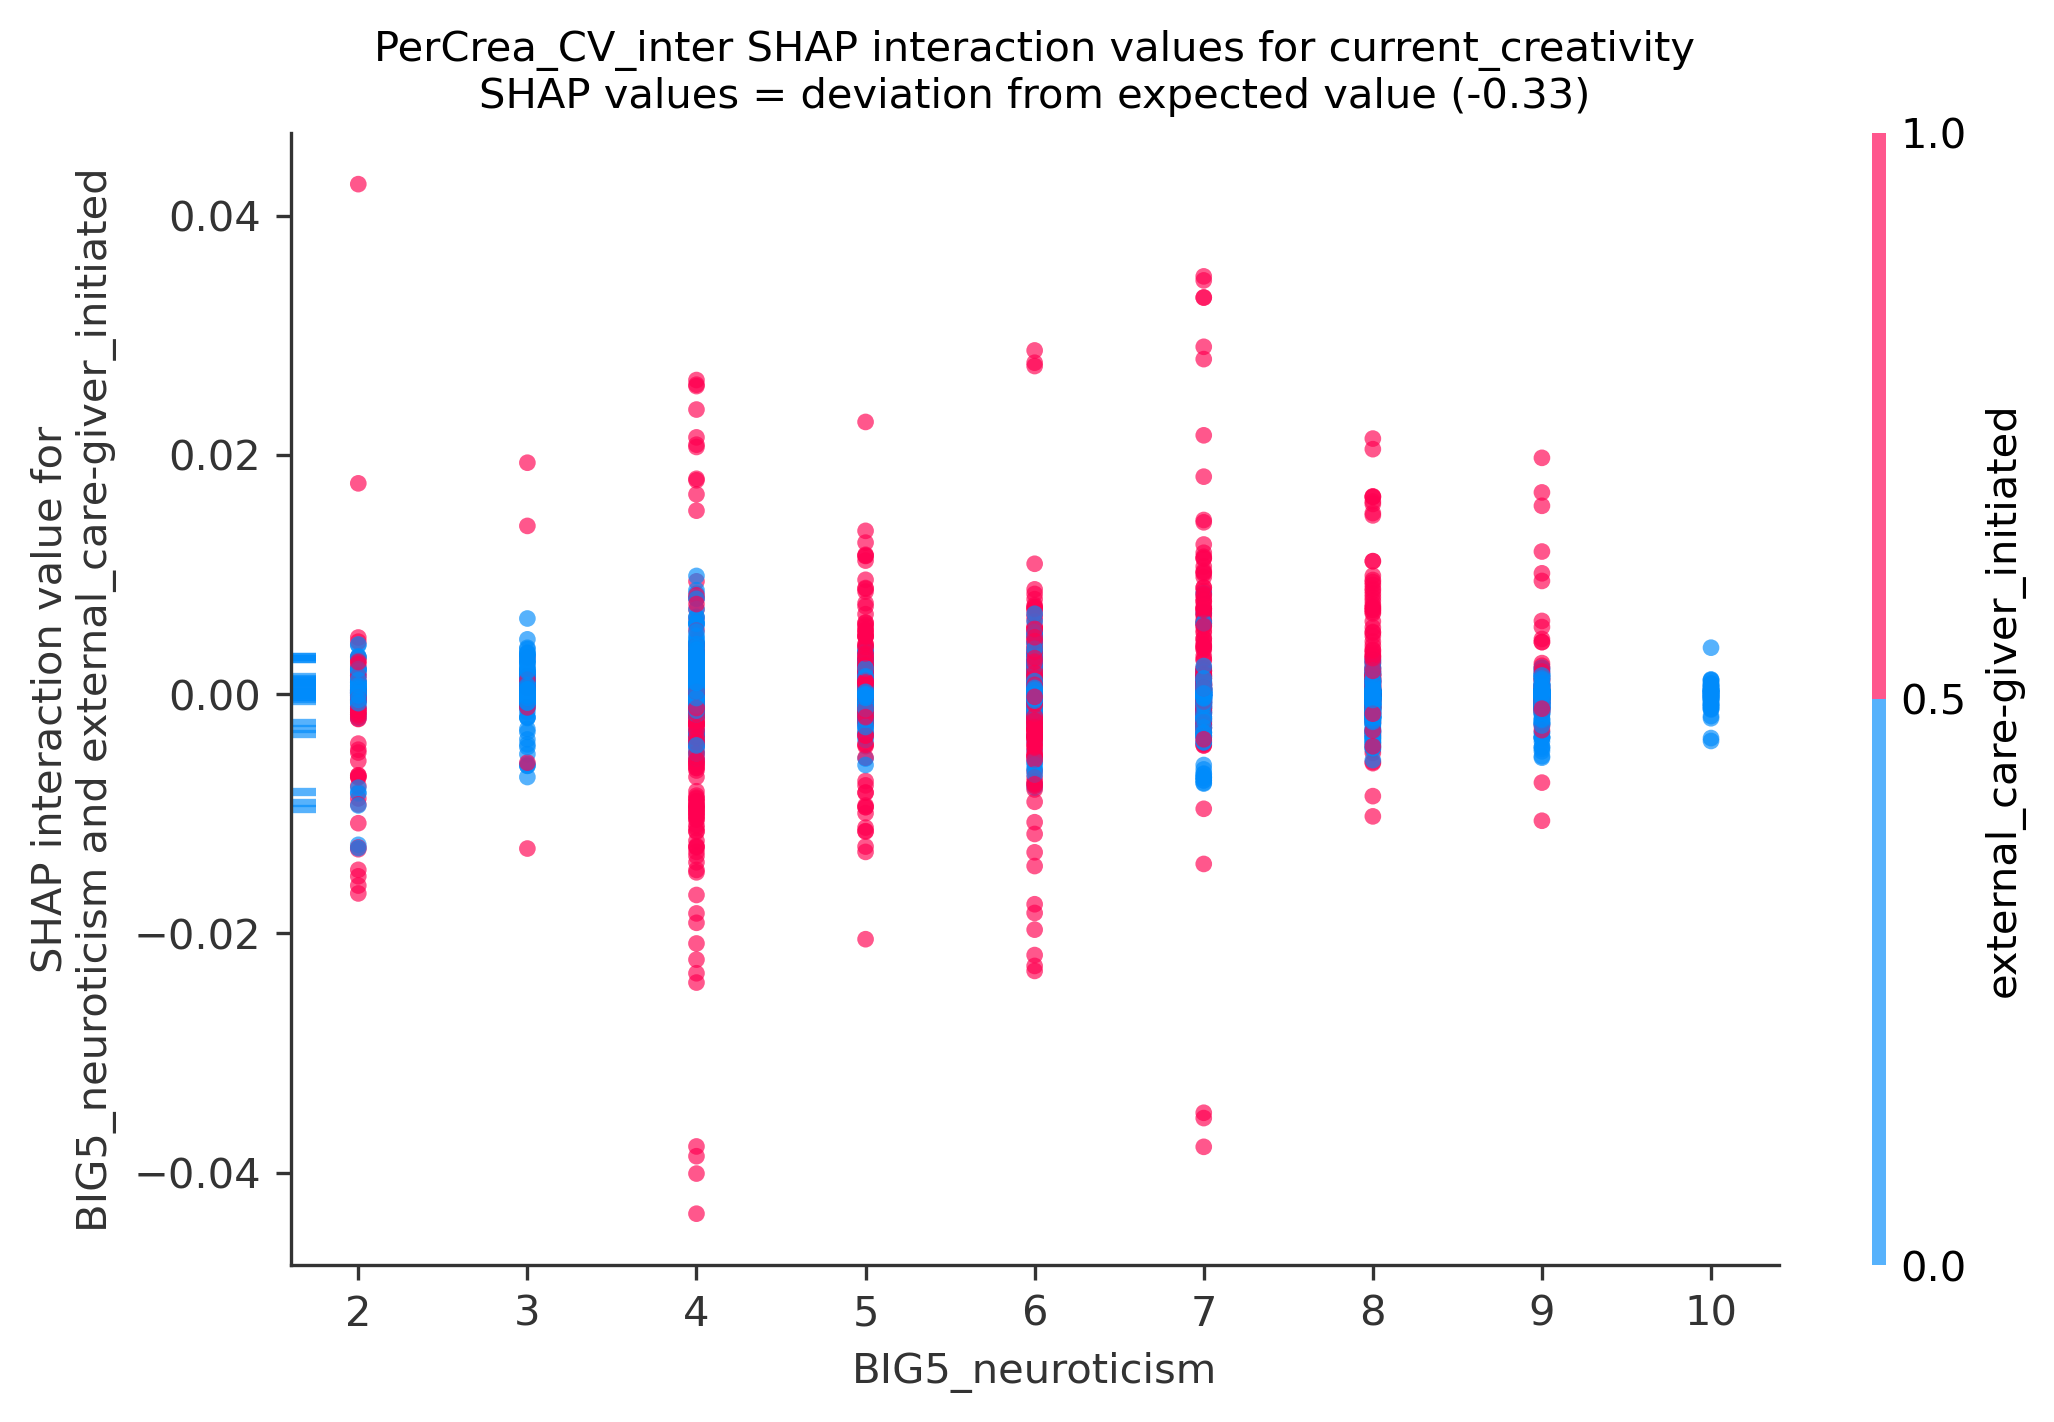 PerCrea_CV_inter SHAP interaction values for current_creativity
SHAP values = deviation from expected value (-0.33)
SHAP interaction value for
BIG5_neuroticism and external_care-giver_initiated
0.04
0.02
0.00
−0.02
−0.04
2 3 4 5 6 7 8 9 10
BIG5_neuroticism
1.0
0.5
0.0
external_care-giver_initiated